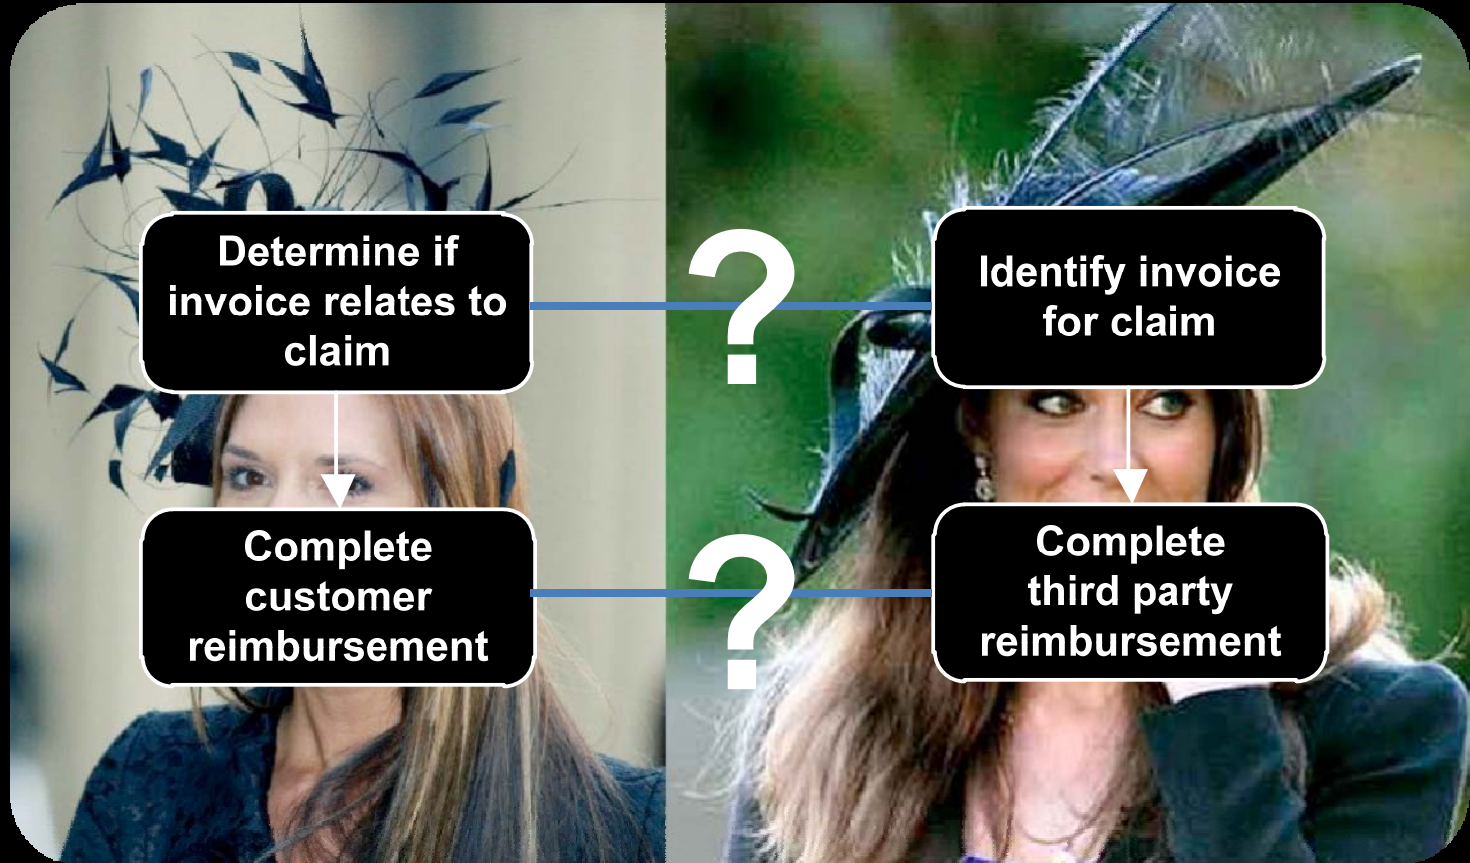 Determine if
invoice relates to
claim
?
Identify invoice
for claim
Complete
customer
reimbursement
?
Complete
third party
reimbursement